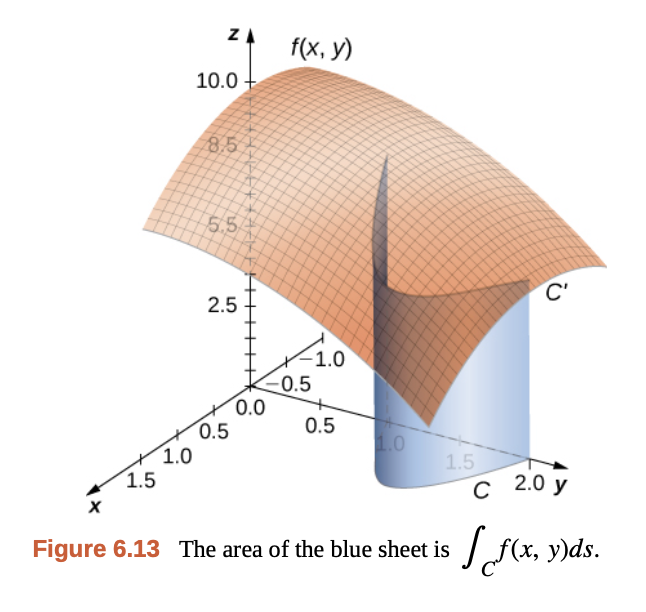 z
f(x, y)
10.0
8.5
5.5
2.5
C'
−1.0
−0.5
0.0
0.5
0.5
1.0
1.0
1.5
1.5
2.0 y
C
x
Figure 6.13 The area of the blue sheet is ∫_C f(x, y)ds.